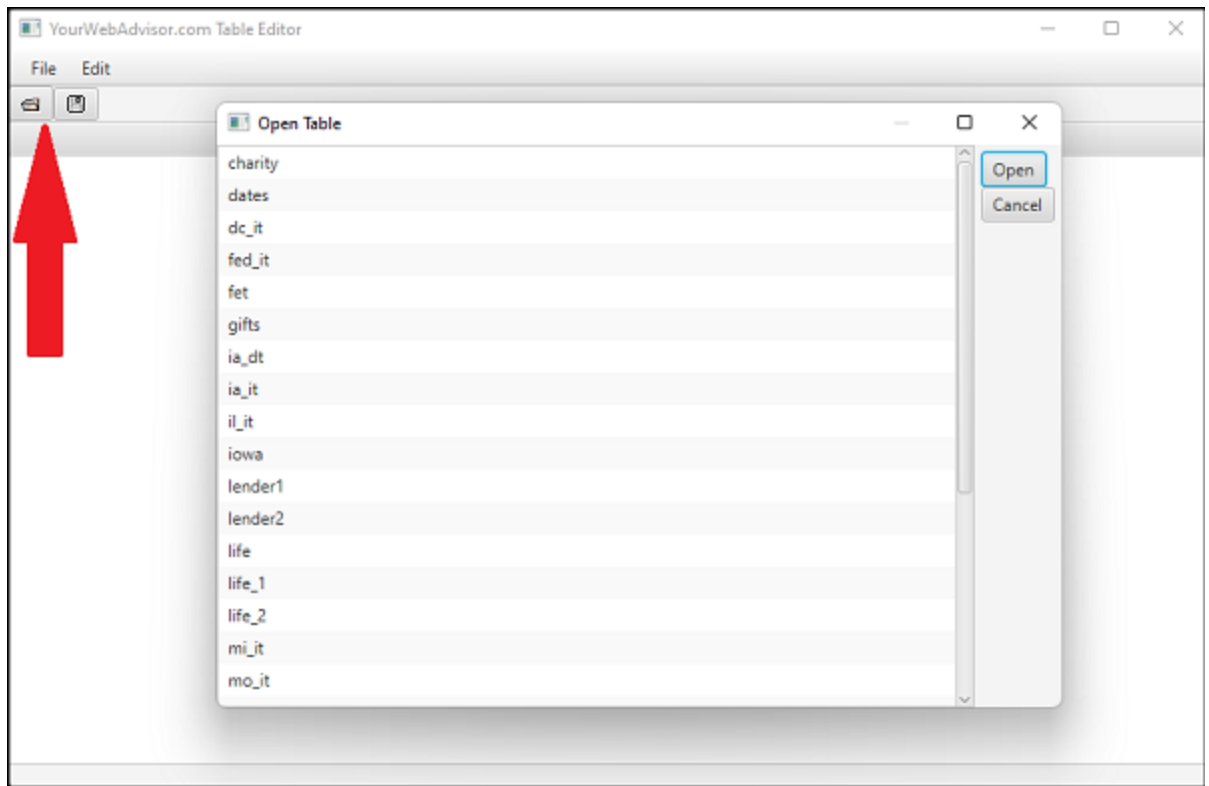 YourWebAdvisor.com Table Editor
File Edit
Open Table
charity
dates
dc_it
fed_it
fet
gifts
ia_dt
ia_it
il_it
iowa
lender1
lender2
life
life_1
life_2
mi_it
mo_it
Open
Cancel